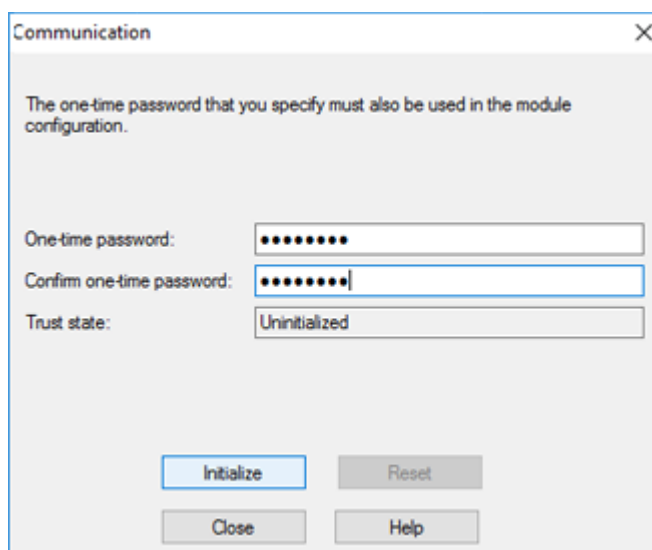 Communication
The one-time password that you specify must also be used in the module
configuration.
One-time password: ●●●●●●●●
Confirm one-time password: ●●●●●●●●
Trust state: Uninitialized
Initialize Reset
Close Help